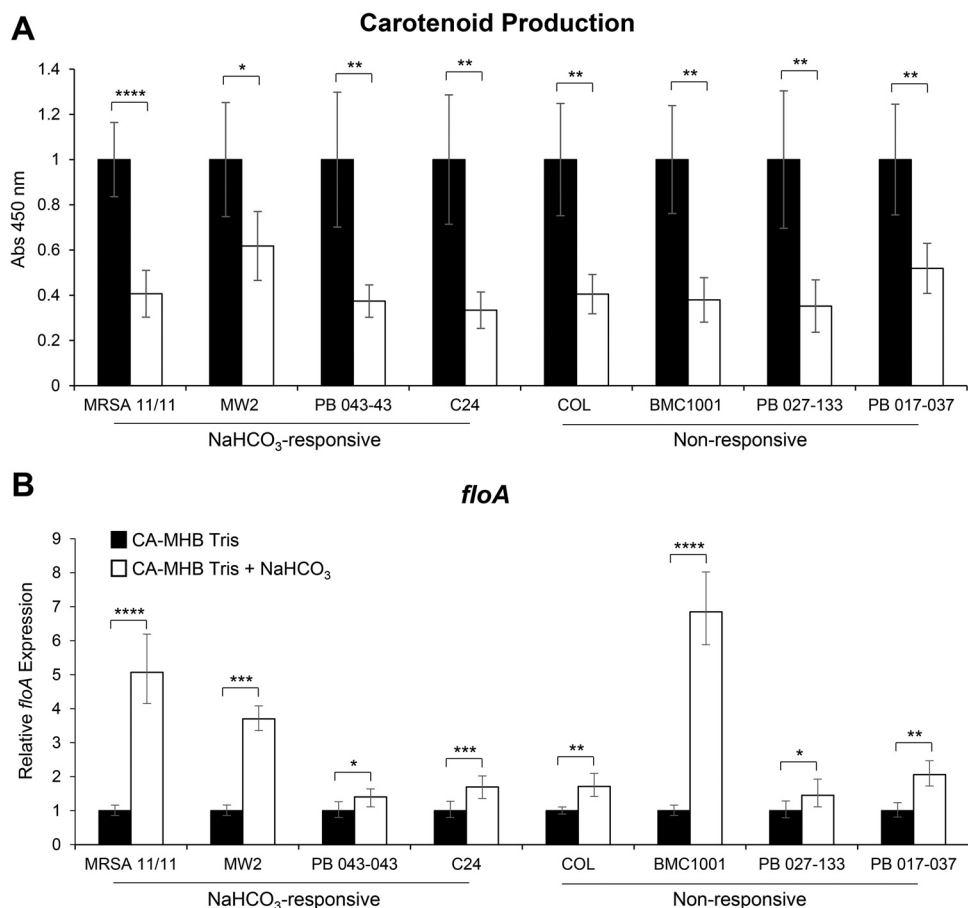 A
Carotenoid Production
Abs 450 nm
1.4
1.2
1
0.8
0.6
0.4
0.2
0
**** * ** ** ** ** ** **
MRSA 11/11 MW2 PB 043-43 C24 COL BMC1001 PB 027-133 PB 017-037
NaHCO₃-responsive Non-responsive
B
floA
CA-MHB Tris
CA-MHB Tris + NaHCO₃
Relative floA Expression
9
8
7
6
5
4
3
2
1
0
**** *** * *** ** **** * **
MRSA 11/11 MW2 PB 043-043 C24 COL BMC1001 PB 027-133 PB 017-037
NaHCO₃-responsive Non-responsive